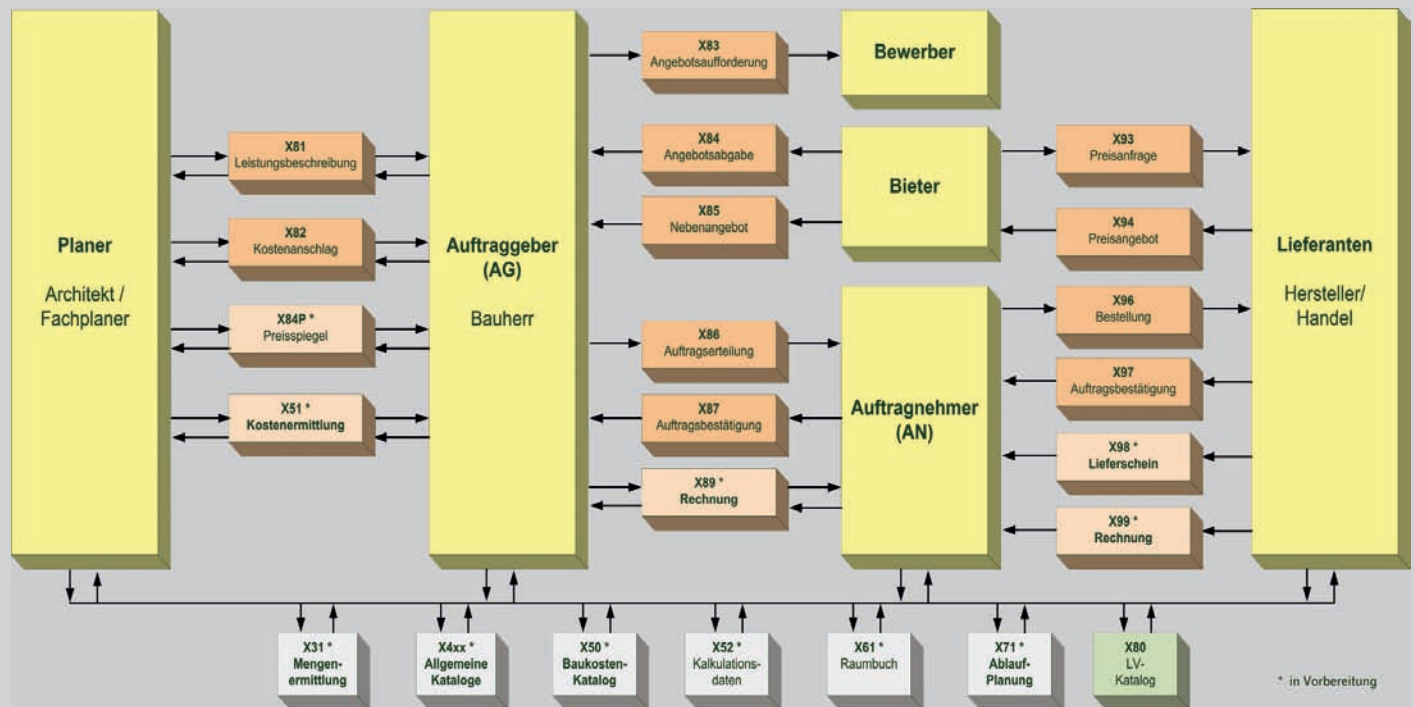 Planer
Architekt /
Fachplaner
X81
Leistungsbeschreibung
X82
Kostenanschlag
X84P *
Preisspiegel
X51 *
Kostenermittlung
Auftraggeber
(AG)
Bauherr
X83
Angebotsaufforderung
X84
Angebotsabgabe
X85
Nebenangebot
X86
Auftragserteilung
X87
Auftragsbestätigung
X89 *
Rechnung
Bewerber
Bieter
Auftragnehmer
(AN)
X93
Preisanfrage
X94
Preisangebot
X96
Bestellung
X97
Auftragsbestätigung
X98 *
Lieferschein
X99 *
Rechnung
Lieferanten
Hersteller/
Handel
X31 *
Mengen-
ermittlung
X4xx *
Allgemeine
Kataloge
X50 *
Baukosten-
Katalog
X52 *
Kalkulations-
daten
X61 *
Raumbuch
X71 *
Ablauf-
Planung
X80
LV-
Katalog
* in Vorbereitung